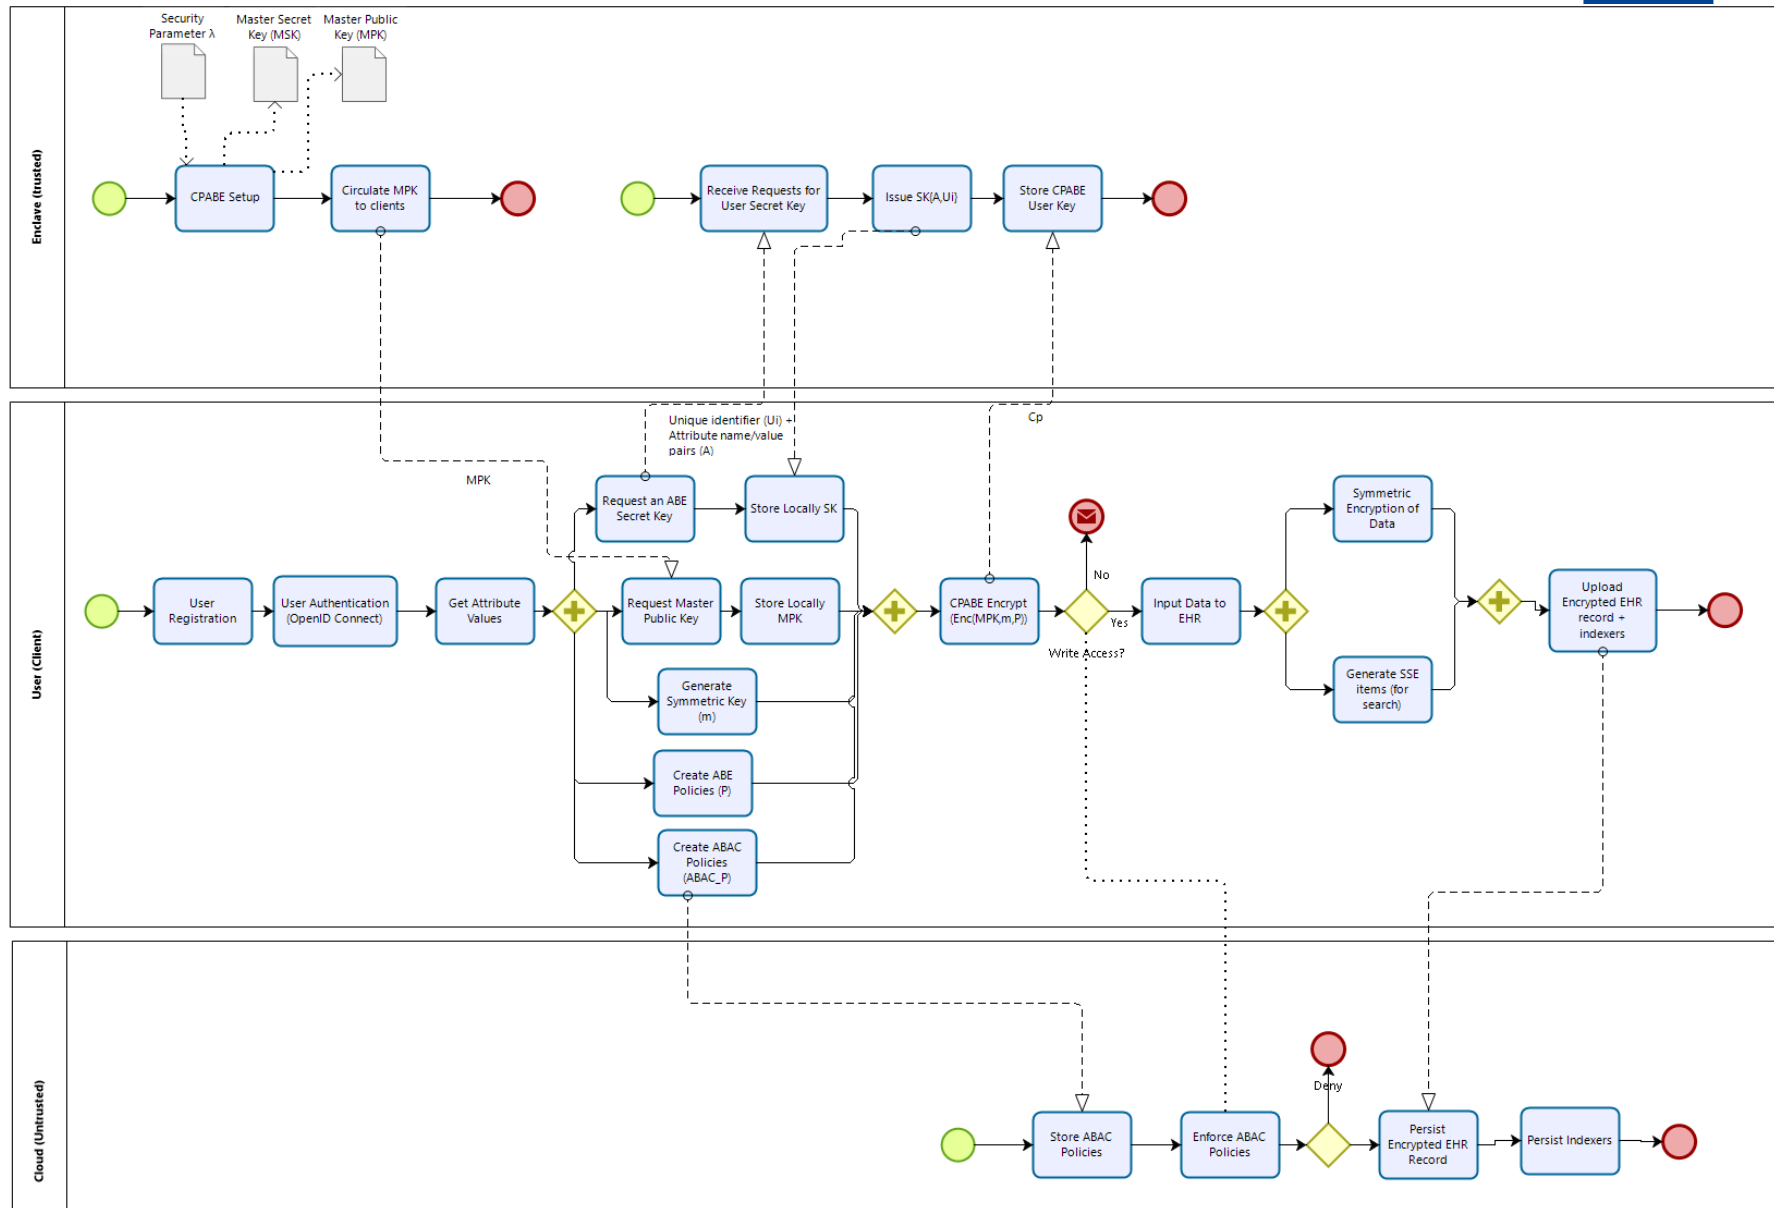 Security
Parameter λ
Master Secret
Key (MSK)
Master Public
Key (MPK)
Enclave (trusted)
CPABE Setup
Circulate MPK
to clients
Receive Requests for
User Secret Key
Issue SK{A,Ui}
Store CPABE
User Key
User (Client)
MPK
Unique identifier (Ui) +
Attribute name/value
pairs (A)
Cp
Request an ABE
Secret Key
Store Locally SK
User
Registration
User Authentication
(OpenID Connect)
Get Attribute
Values
Request Master
Public Key
Store Locally
MPK
Generate
Symmetric Key
(m)
Create ABE
Policies (P)
Create ABAC
Policies
(ABAC_P)
CPABE Encrypt
(Enc(MPK,m,P))
No
Yes
Write Access?
Input Data to
EHR
Symmetric
Encryption of
Data
Generate SSE
items (for
search)
Upload
Encrypted EHR
record +
indexers
Cloud (Untrusted)
Store ABAC
Policies
Enforce ABAC
Policies
Deny
Persist
Encrypted EHR
Record
Persist Indexers